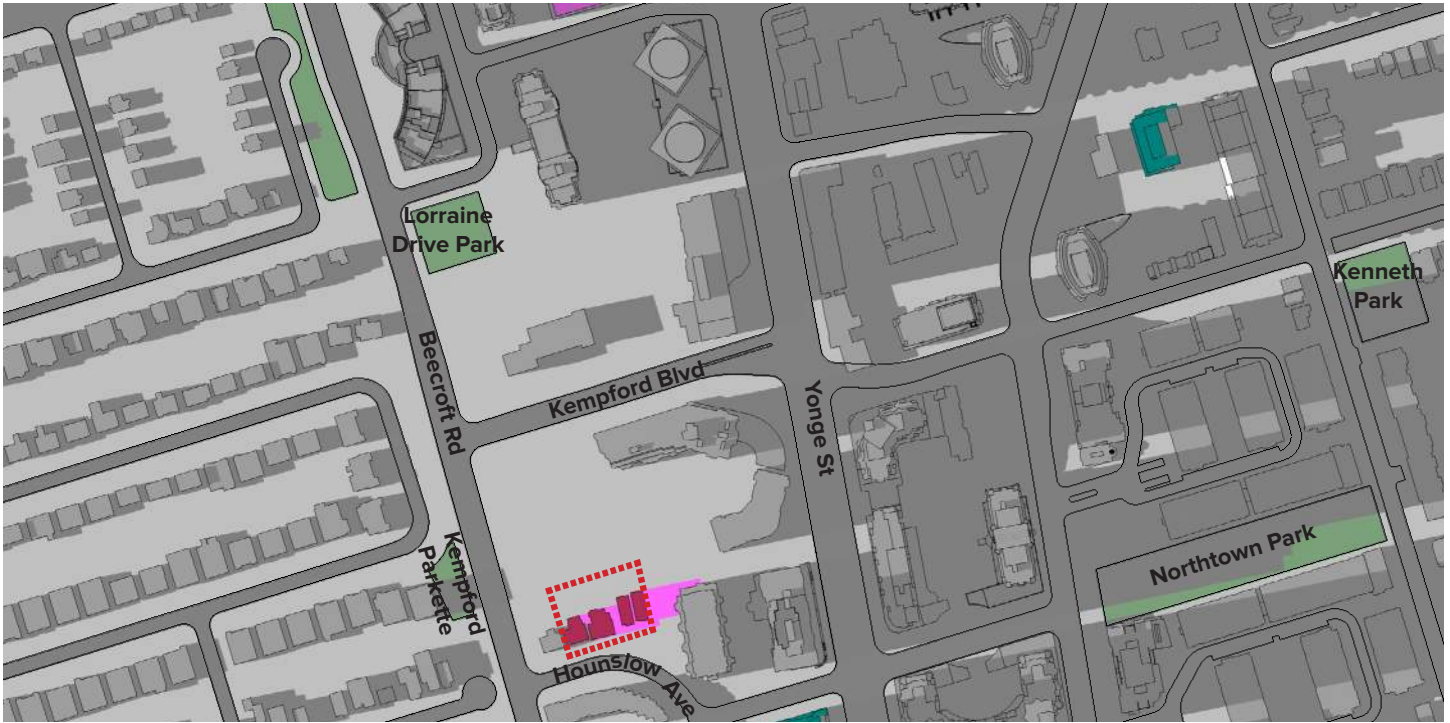 Lorraine
Drive Park
Kenneth
Park
Beecroft Rd
Kempford Blvd
Yonge St
Kempford
Parkette
Northtown Park
Hounslow Ave